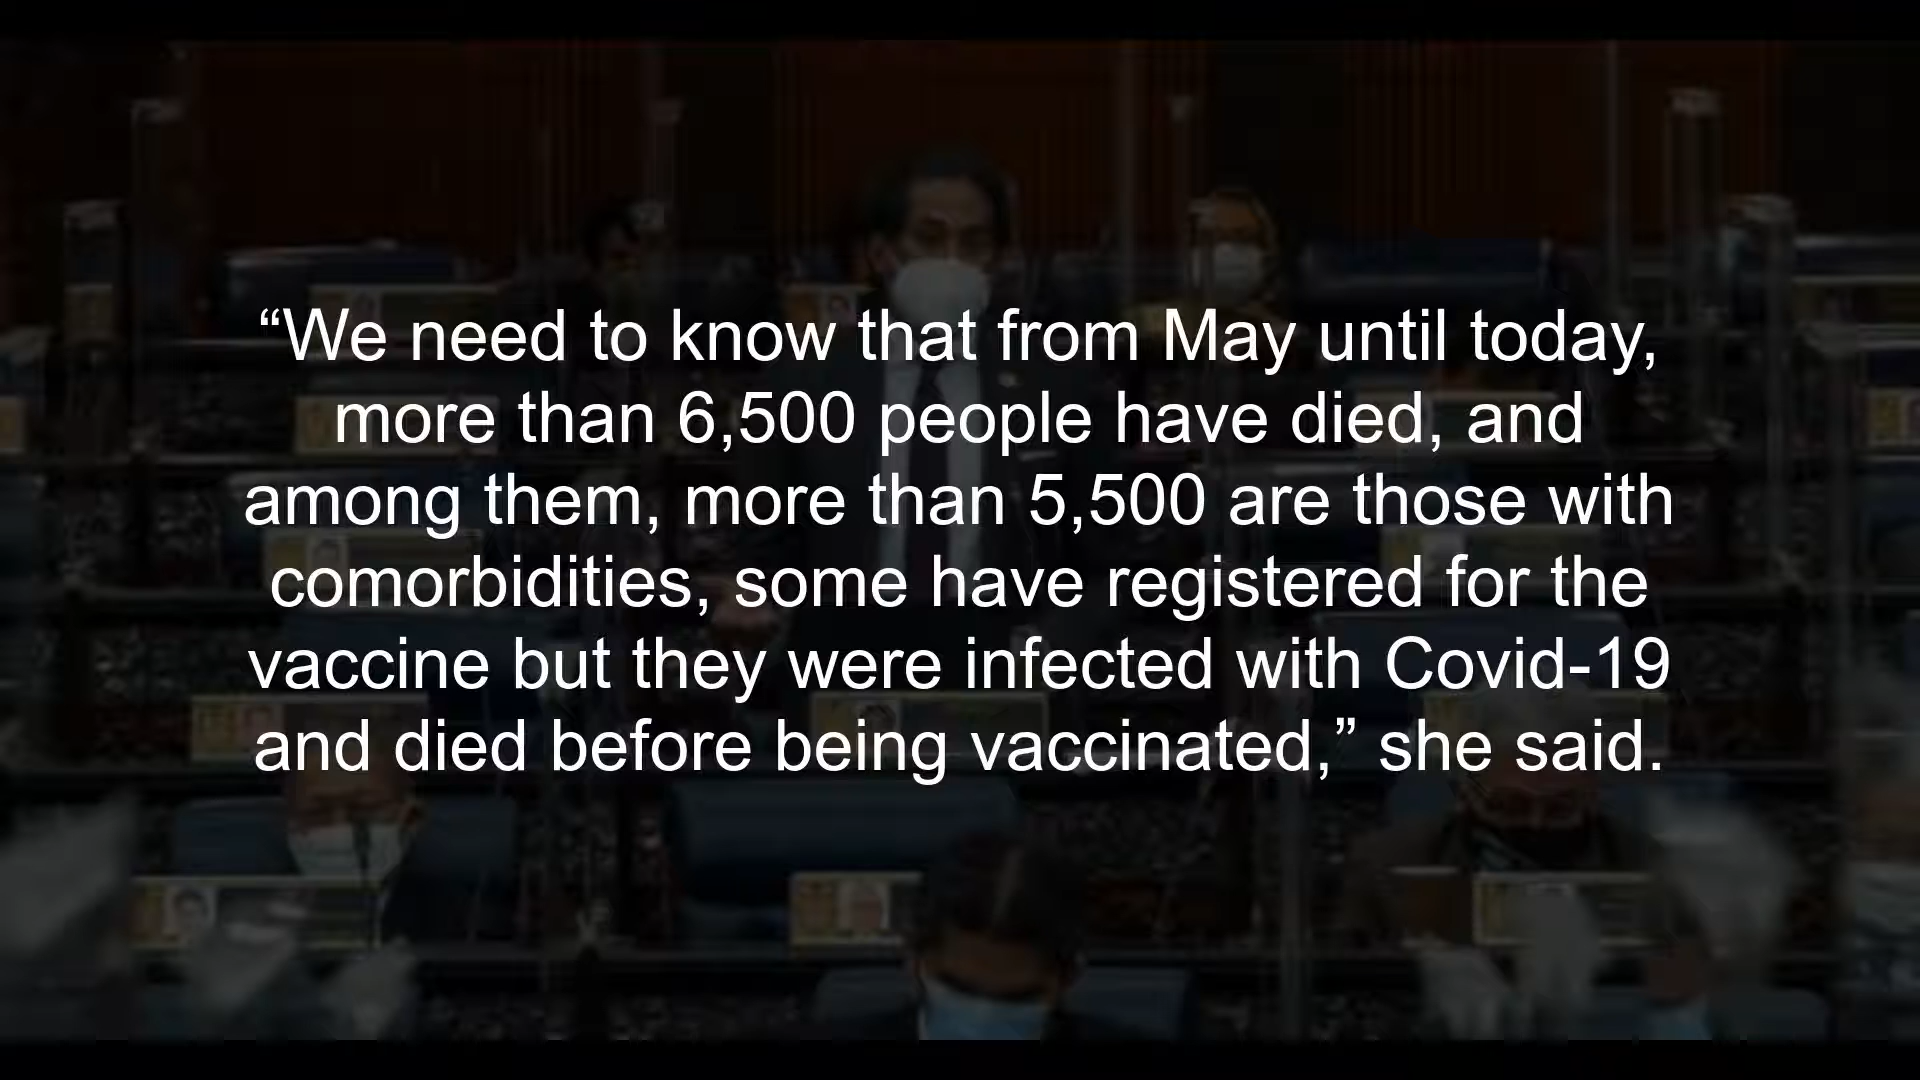 “We need to know that from May until today,
more than 6,500 people have died, and
among them, more than 5,500 are those with
comorbidities, some have registered for the
vaccine but they were infected with Covid-19
and died before being vaccinated,” she said.